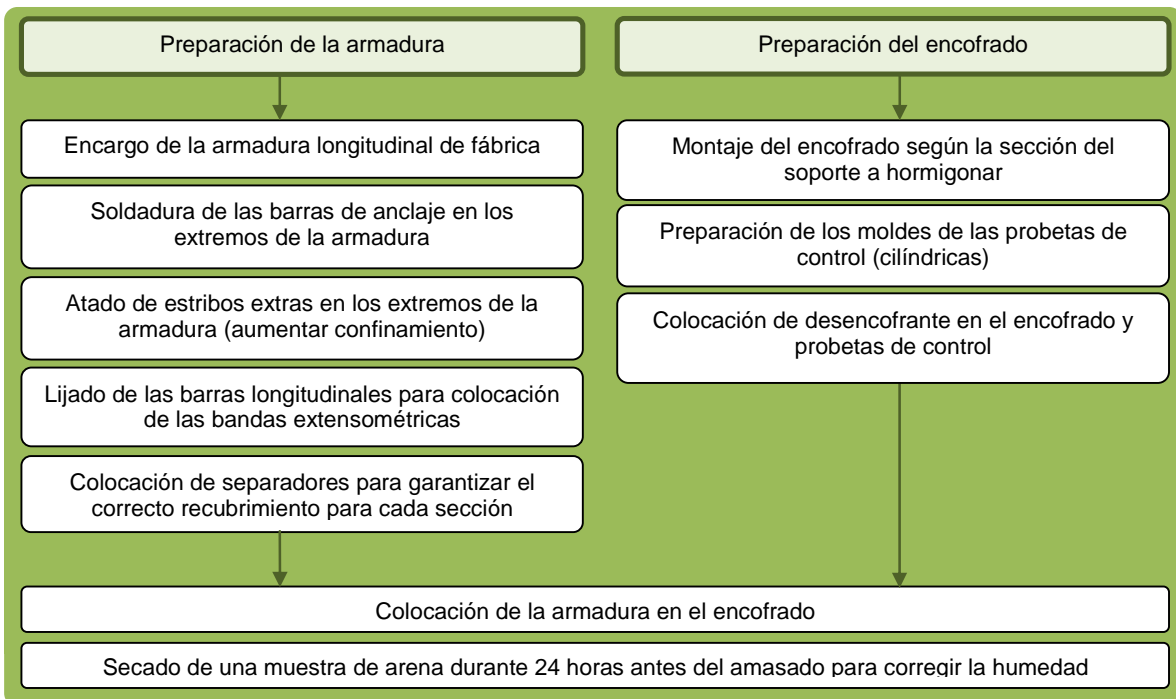 Preparación de la armadura
Encargo de la armadura longitudinal de fábrica
Soldadura de las barras de anclaje en los
extremos de la armadura
Atado de estribos extras en los extremos de la
armadura (aumentar confinamiento)
Lijado de las barras longitudinales para colocación
de las bandas extensométricas
Colocación de separadores para garantizar el
correcto recubrimiento para cada sección
Preparación del encofrado
Montaje del encofrado según la sección del
soporte a hormigonar
Preparación de los moldes de las probetas de
control (cilíndricas)
Colocación de desencofrante en el encofrado y
probetas de control
Colocación de la armadura en el encofrado
Secado de una muestra de arena durante 24 horas antes del amasado para corregir la humedad